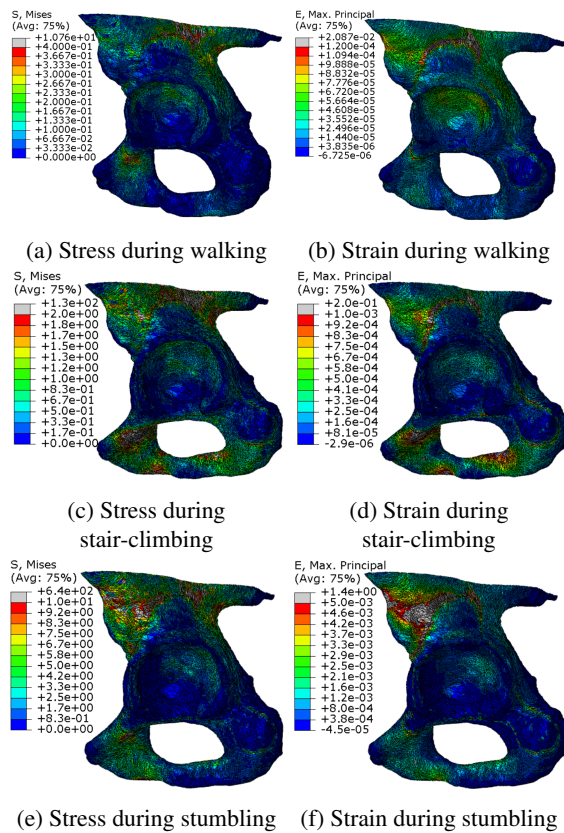 S, Mises
(Avg: 75%)
+1.076e+01
+4.000e-01
+3.667e-01
+3.333e-01
+3.000e-01
+2.667e-01
+2.333e-01
+2.000e-01
+1.667e-01
+1.333e-01
+1.000e-01
+6.667e-02
+3.333e-02
+0.000e+00
E, Max. Principal
(Avg: 75%)
+2.087e-02
+1.200e-04
+1.094e-04
+9.888e-05
+8.832e-05
+7.776e-05
+6.720e-05
+5.664e-05
+4.608e-05
+3.552e-05
+2.496e-05
+1.440e-05
+3.835e-06
-6.725e-06
(a) Stress during walking
(b) Strain during walking
S, Mises
(Avg: 75%)
+1.3e+02
+2.0e+00
+1.8e+00
+1.7e+00
+1.5e+00
+1.3e+00
+1.2e+00
+1.0e+00
+8.3e-01
+6.7e-01
+5.0e-01
+3.3e-01
+1.7e-01
+0.0e+00
E, Max. Principal
(Avg: 75%)
+2.0e-01
+1.0e-03
+9.2e-04
+8.3e-04
+7.5e-04
+6.7e-04
+5.8e-04
+5.0e-04
+4.1e-04
+3.3e-04
+2.5e-04
+1.6e-04
+8.1e-05
-2.9e-06
(c) Stress during
stair-climbing
(d) Strain during
stair-climbing
S, Mises
(Avg: 75%)
+6.4e+02
+1.0e+01
+9.2e+00
+8.3e+00
+7.5e+00
+6.7e+00
+5.8e+00
+5.0e+00
+4.2e+00
+3.3e+00
+2.5e+00
+1.7e+00
+8.3e-01
+0.0e+00
E, Max. Principal
(Avg: 75%)
+1.4e+00
+5.0e-03
+4.6e-03
+4.2e-03
+3.7e-03
+3.3e-03
+2.9e-03
+2.5e-03
+2.1e-03
+1.6e-03
+1.2e-03
+8.0e-04
+3.8e-04
-4.5e-05
(e) Stress during stumbling
(f) Strain during stumbling